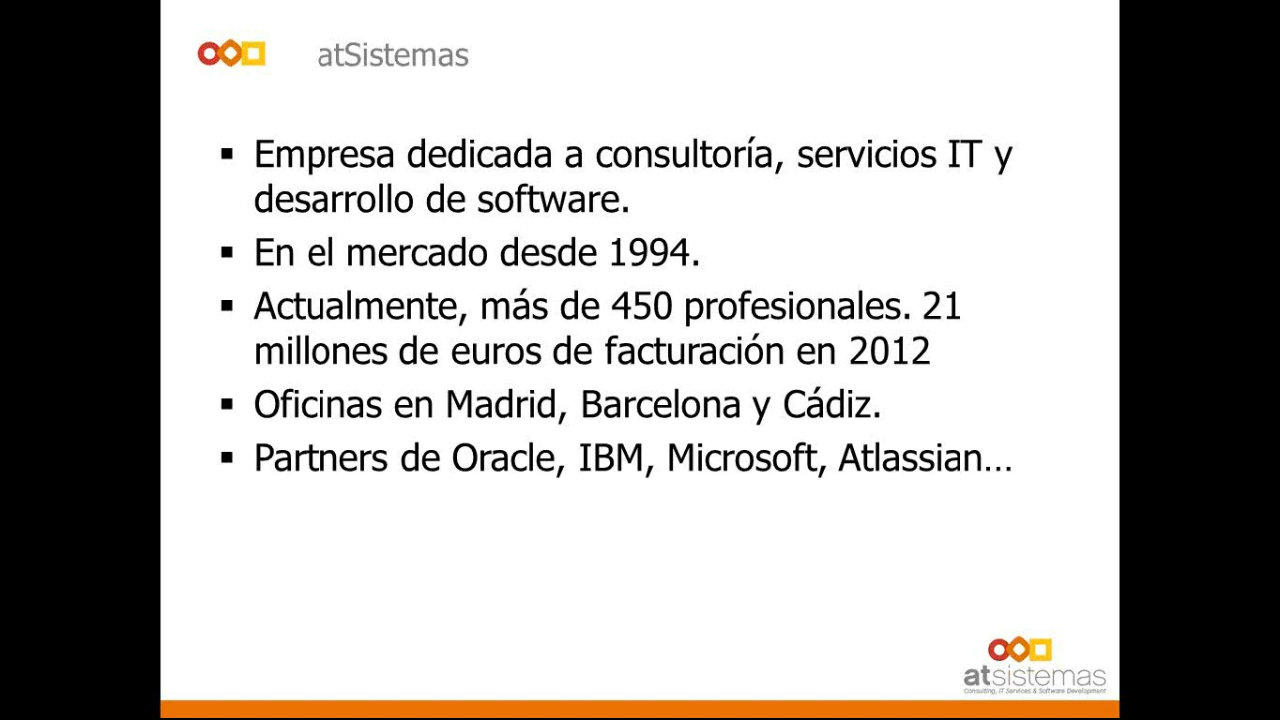 atSistemas
▪ Empresa dedicada a consultoría, servicios IT y
desarrollo de software.
▪ En el mercado desde 1994.
▪ Actualmente, más de 450 profesionales. 21
millones de euros de facturación en 2012
▪ Oficinas en Madrid, Barcelona y Cádiz.
▪ Partners de Oracle, IBM, Microsoft, Atlassian...
atsistemas
Consulting, IT Services & Software Development